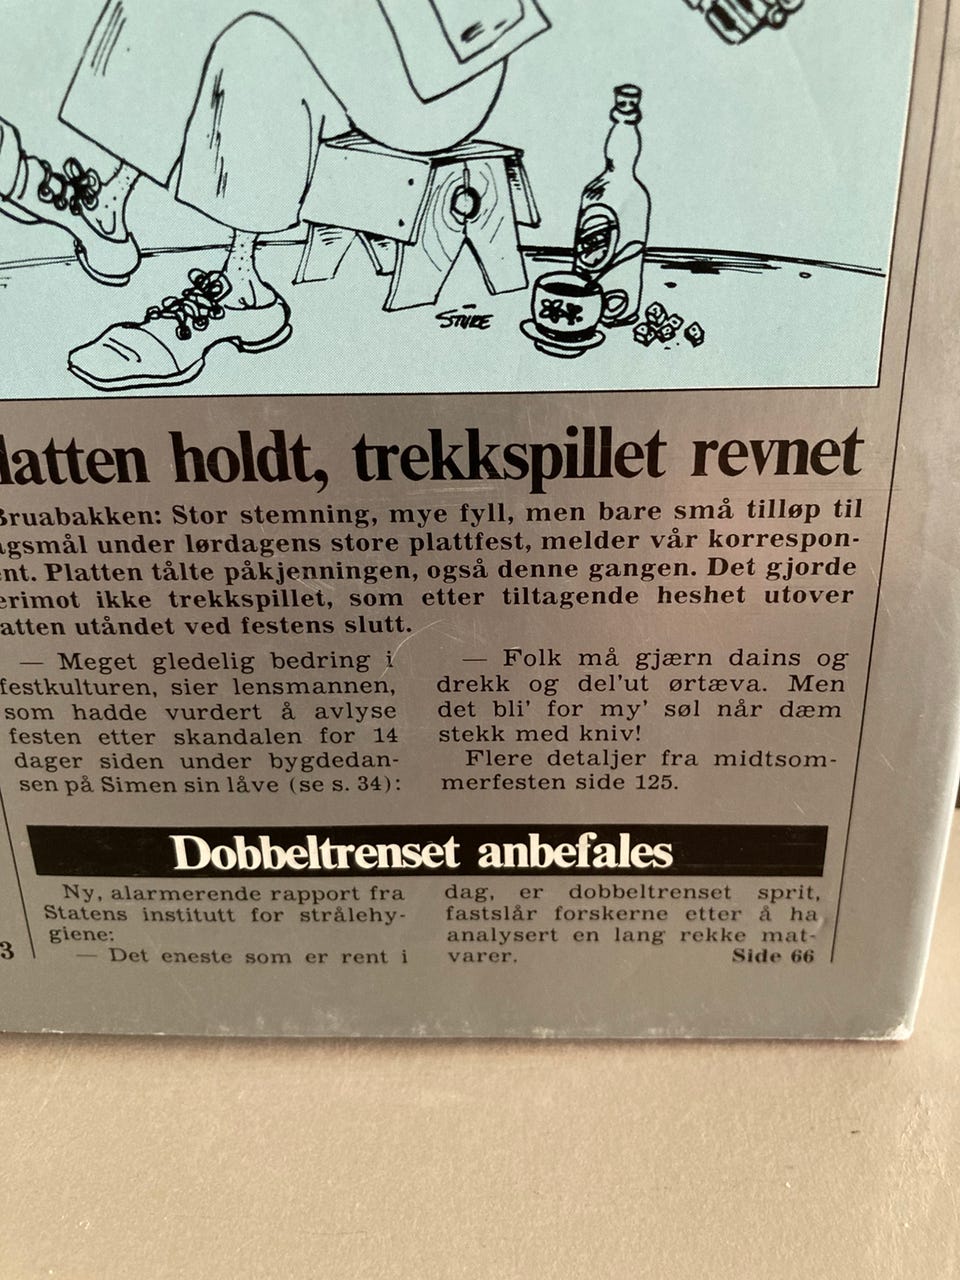 STURE
latten holdt, trekkspillet revnet
Bruabakken: Stor stemning, mye fyll, men bare små tilløp til
agsmål under lørdagens store plattfest, melder vår korrespon-
nt. Platten tålte påkjenningen, også denne gangen. Det gjorde
erimot ikke trekkspillet, som etter tiltagende heshet utover
atten utåndet ved festens slutt.
— Meget gledelig bedring i
festkulturen, sier lensmannen,
som hadde vurdert å avlyse
festen etter skandalen for 14
dager siden under bygdedan-
sen på Simen sin låve (se s. 34):
— Folk må gjærn dains og
drekk og del'ut ørtæva. Men
det bli' for my' søl når dæm
stekk med kniv!
Flere detaljer fra midtsom-
merfesten side 125.
Dobbeltrenset anbefales
Ny, alarmerende rapport fra
Statens institutt for strålehy-
giene:
— Det eneste som er rent i
dag, er dobbeltrenset sprit,
fastslår forskerne etter å ha
analysert en lang rekke mat-
varer. Side 66
3